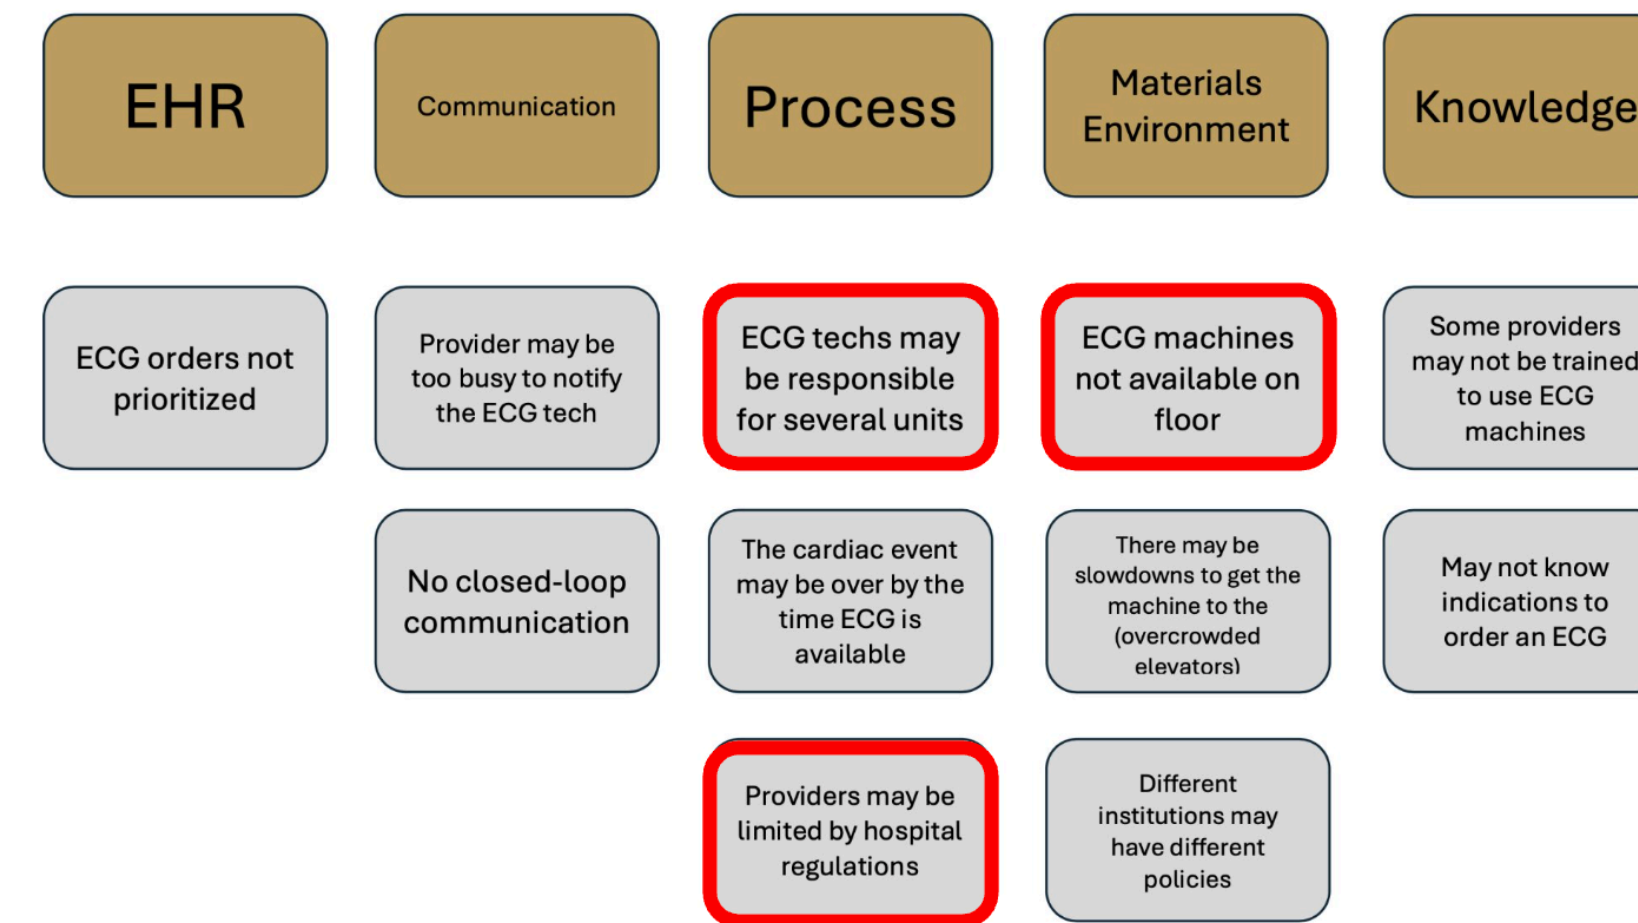 EHR
Communication
Process
Materials
Environment
Knowledge
ECG orders not
prioritized
Provider may be
too busy to notify
the ECG tech
ECG techs may
be responsible
for several units
ECG machines
not available on
floor
Some providers
may not be trained
to use ECG
machines
No closed-loop
communication
The cardiac event
may be over by the
time ECG is
available
There may be
slowdowns to get the
machine to the
(overcrowded
elevators)
May not know
indications to
order an ECG
Providers may be
limited by hospital
regulations
Different
institutions may
have different
policies